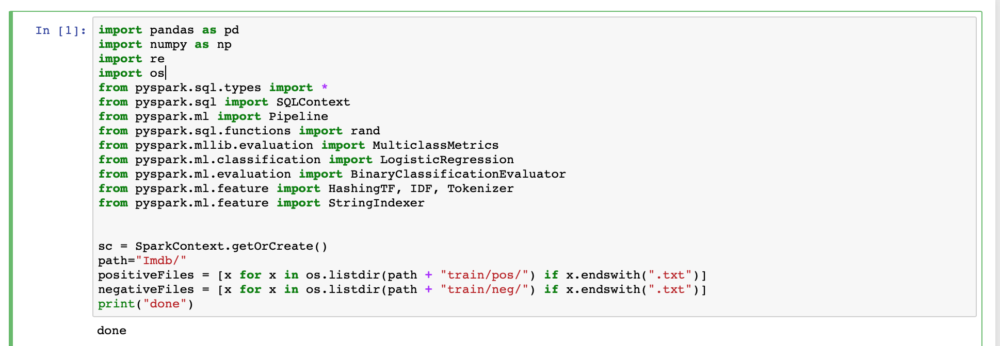 In [1]:
import pandas as pd
import numpy as np
import re
import os
from pyspark.sql.types import *
from pyspark.sql import SQLContext
from pyspark.ml import Pipeline
from pyspark.sql.functions import rand
from pyspark.mllib.evaluation import MulticlassMetrics
from pyspark.ml.classification import LogisticRegression
from pyspark.ml.evaluation import BinaryClassificationEvaluator
from pyspark.ml.feature import HashingTF, IDF, Tokenizer
from pyspark.ml.feature import StringIndexer
sc = SparkContext.getOrCreate()
path="Imdb/"
positiveFiles = [x for x in os.listdir(path + "train/pos/") if x.endswith(".txt")]
negativeFiles = [x for x in os.listdir(path + "train/neg/") if x.endswith(".txt")]
print("done")
done